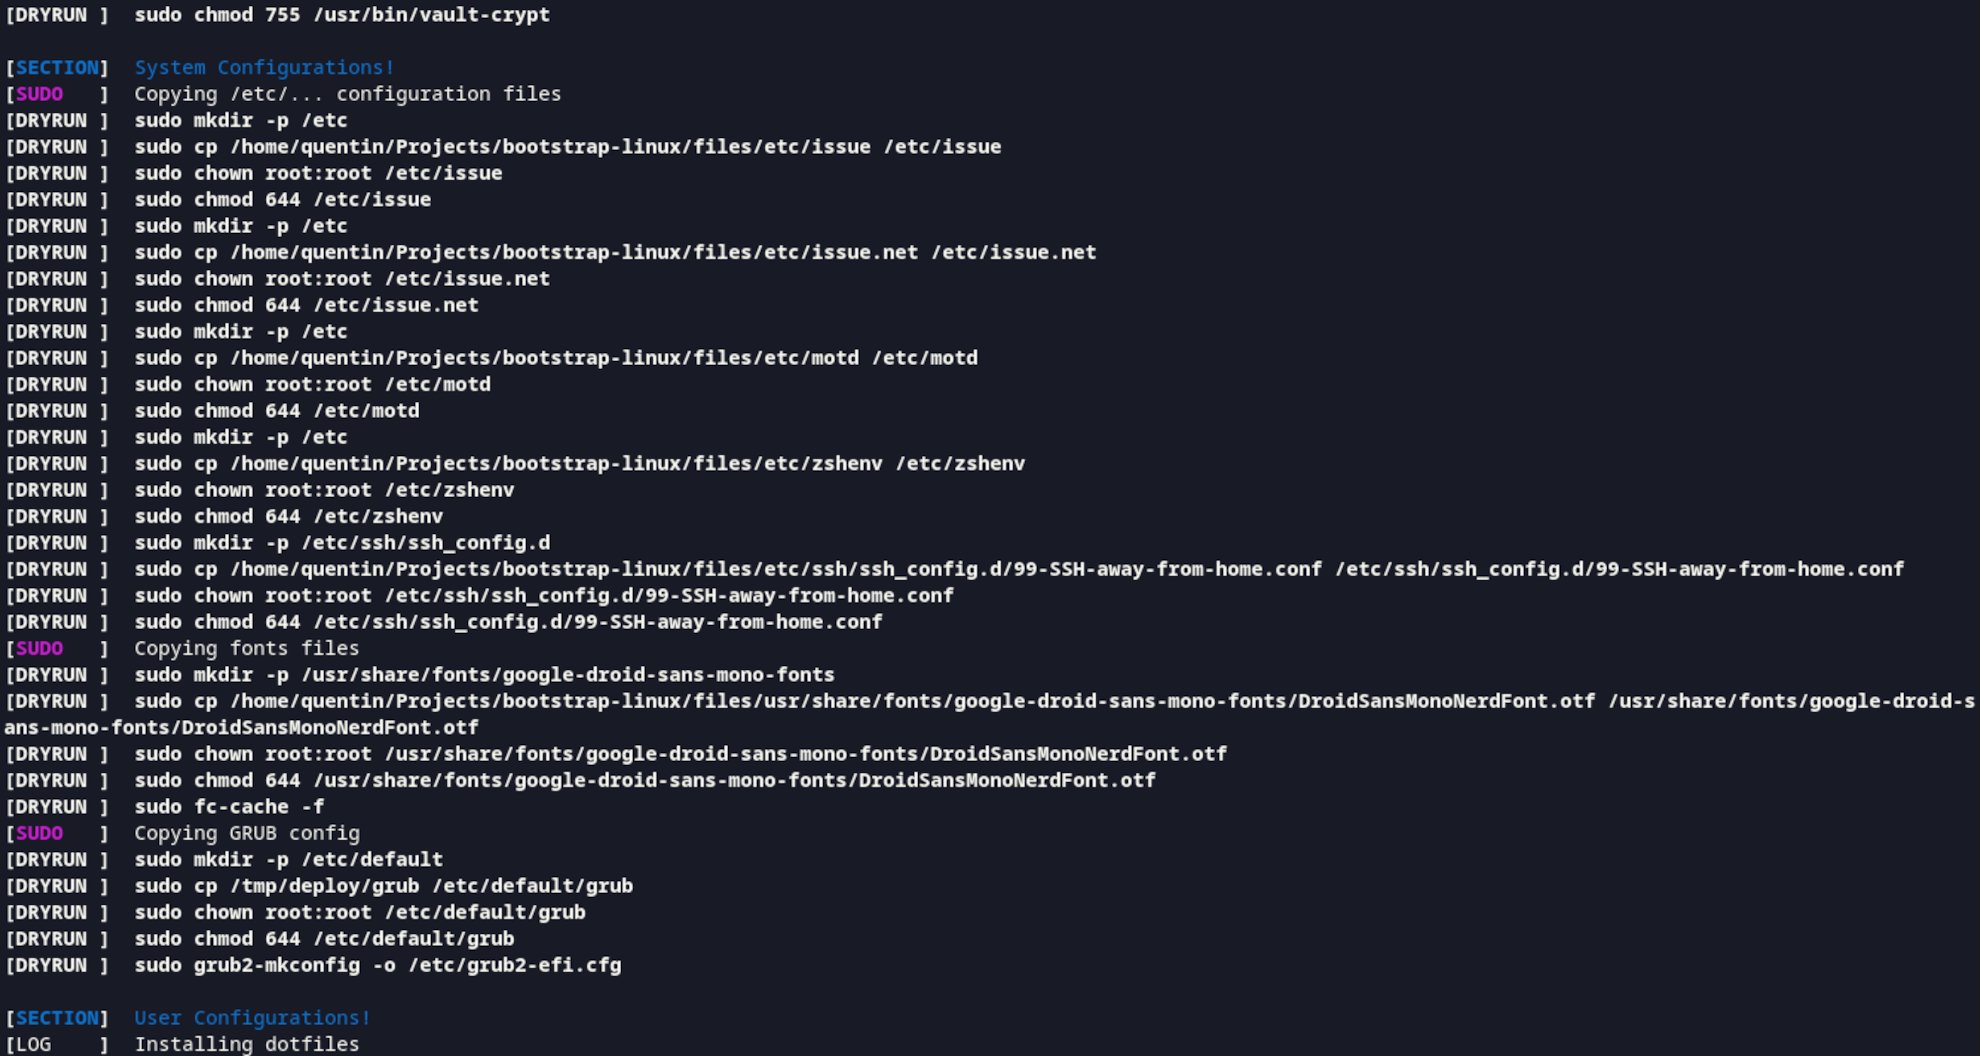 [DRYRUN ]  sudo chmod 755 /usr/bin/vault-crypt
[SECTION]  System Configurations!
[SUDO   ]  Copying /etc/... configuration files
[DRYRUN ]  sudo mkdir -p /etc
[DRYRUN ]  sudo cp /home/quentin/Projects/bootstrap-linux/files/etc/issue /etc/issue
[DRYRUN ]  sudo chown root:root /etc/issue
[DRYRUN ]  sudo chmod 644 /etc/issue
[DRYRUN ]  sudo mkdir -p /etc
[DRYRUN ]  sudo cp /home/quentin/Projects/bootstrap-linux/files/etc/issue.net /etc/issue.net
[DRYRUN ]  sudo chown root:root /etc/issue.net
[DRYRUN ]  sudo chmod 644 /etc/issue.net
[DRYRUN ]  sudo mkdir -p /etc
[DRYRUN ]  sudo cp /home/quentin/Projects/bootstrap-linux/files/etc/motd /etc/motd
[DRYRUN ]  sudo chown root:root /etc/motd
[DRYRUN ]  sudo chmod 644 /etc/motd
[DRYRUN ]  sudo mkdir -p /etc
[DRYRUN ]  sudo cp /home/quentin/Projects/bootstrap-linux/files/etc/zshenv /etc/zshenv
[DRYRUN ]  sudo chown root:root /etc/zshenv
[DRYRUN ]  sudo chmod 644 /etc/zshenv
[DRYRUN ]  sudo mkdir -p /etc/ssh/ssh_config.d
[DRYRUN ]  sudo cp /home/quentin/Projects/bootstrap-linux/files/etc/ssh/ssh_config.d/99-SSH-away-from-home.conf /etc/ssh/ssh_config.d/99-SSH-away-from-home.conf
[DRYRUN ]  sudo chown root:root /etc/ssh/ssh_config.d/99-SSH-away-from-home.conf
[DRYRUN ]  sudo chmod 644 /etc/ssh/ssh_config.d/99-SSH-away-from-home.conf
[SUDO   ]  Copying fonts files
[DRYRUN ]  sudo mkdir -p /usr/share/fonts/google-droid-sans-mono-fonts
[DRYRUN ]  sudo cp /home/quentin/Projects/bootstrap-linux/files/usr/share/fonts/google-droid-sans-mono-fonts/DroidSansMonoNerdFont.otf /usr/share/fonts/google-droid-s
ans-mono-fonts/DroidSansMonoNerdFont.otf
[DRYRUN ]  sudo chown root:root /usr/share/fonts/google-droid-sans-mono-fonts/DroidSansMonoNerdFont.otf
[DRYRUN ]  sudo chmod 644 /usr/share/fonts/google-droid-sans-mono-fonts/DroidSansMonoNerdFont.otf
[DRYRUN ]  sudo fc-cache -f
[SUDO   ]  Copying GRUB config
[DRYRUN ]  sudo mkdir -p /etc/default
[DRYRUN ]  sudo cp /tmp/deploy/grub /etc/default/grub
[DRYRUN ]  sudo chown root:root /etc/default/grub
[DRYRUN ]  sudo chmod 644 /etc/default/grub
[DRYRUN ]  sudo grub2-mkconfig -o /etc/grub2-efi.cfg
[SECTION]  User Configurations!
[LOG    ]  Installing dotfiles